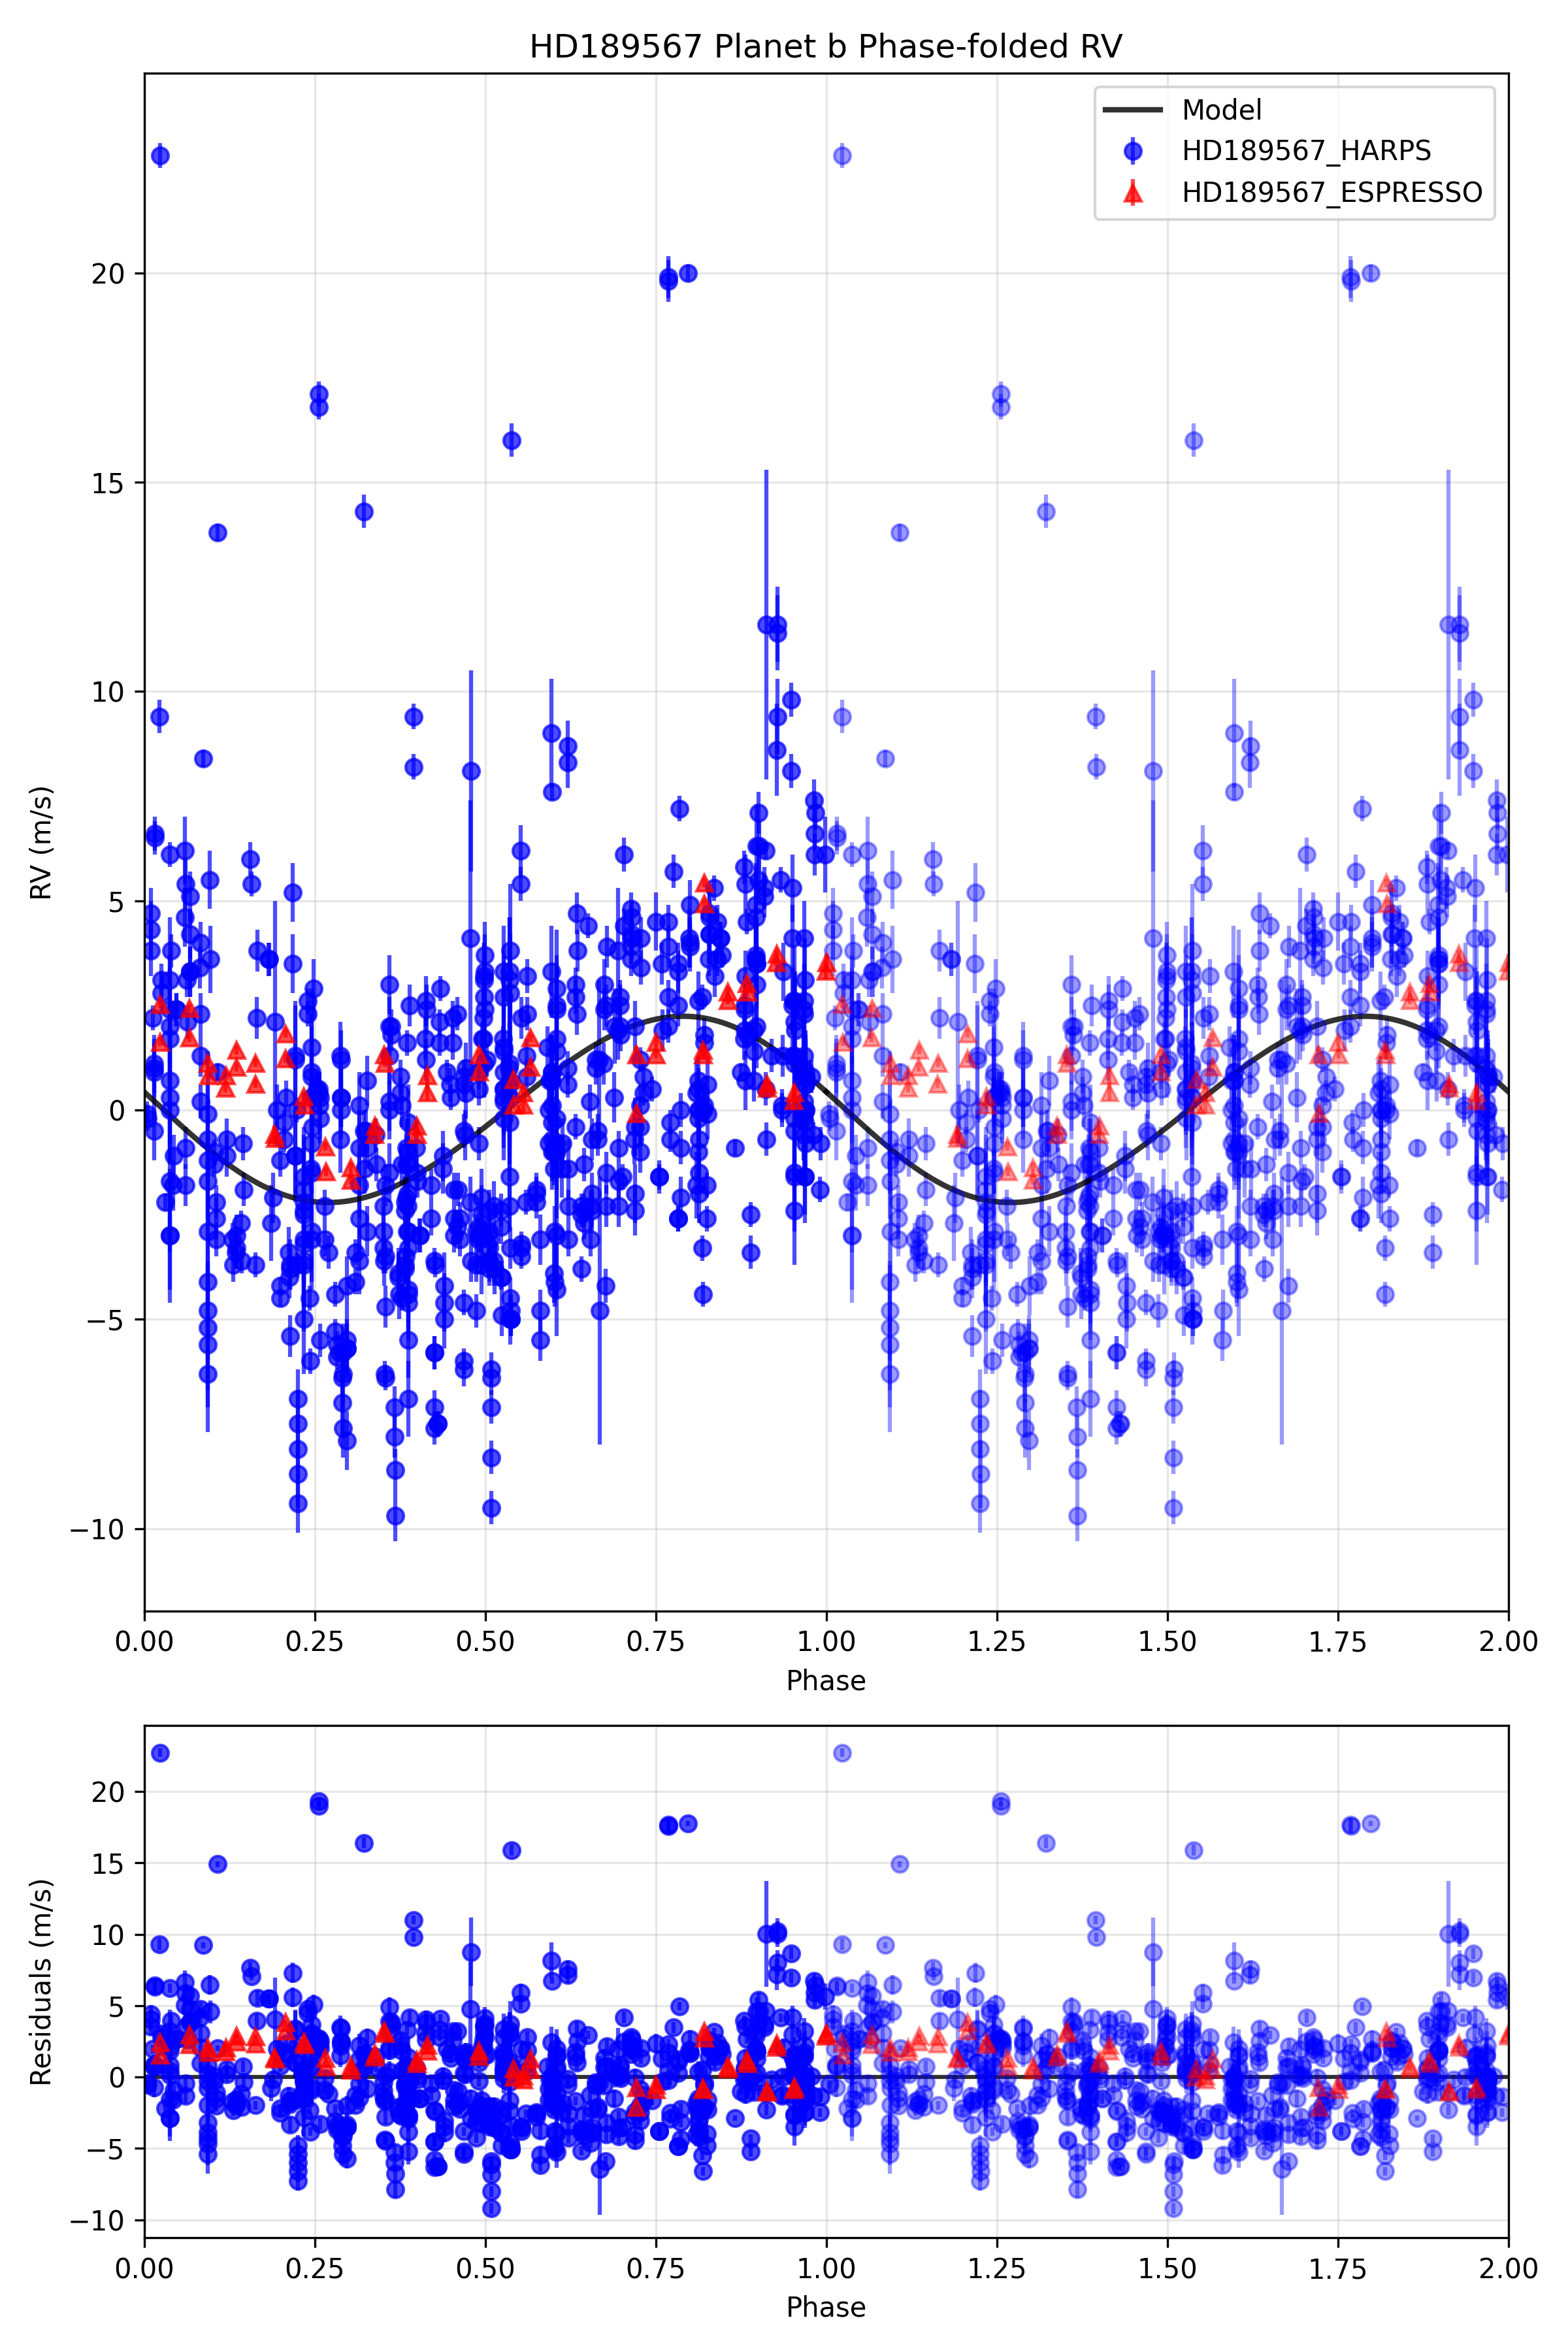 HD189567 Planet b Phase-folded RV
Model
HD189567_HARPS
HD189567_ESPRESSO
20
15
10
5
0
−5
−10
RV (m/s)
0.00 0.25 0.50 0.75 1.00 1.25 1.50 1.75 2.00
Phase
20
15
10
5
0
−5
−10
Residuals (m/s)
0.00 0.25 0.50 0.75 1.00 1.25 1.50 1.75 2.00
Phase